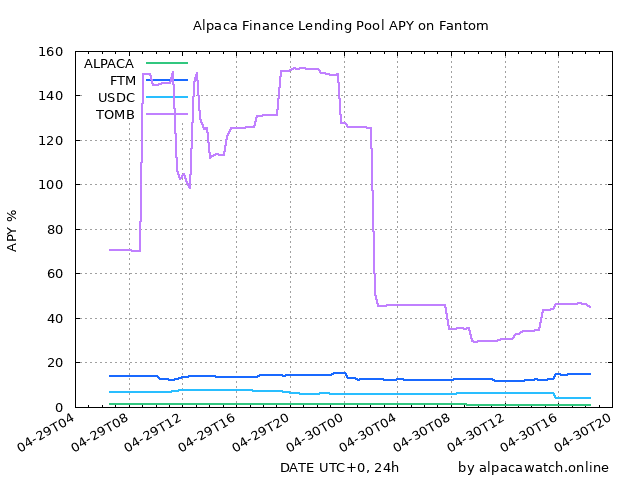 Alpaca Finance Lending Pool APY on Fantom
160
140
120
100
80
60
40
20
0
APY %
ALPACA
FTM
USDC
TOMB
04-29T04
04-29T08
04-29T12
04-29T16
04-29T20
04-30T00
04-30T04
04-30T08
04-30T12
04-30T16
04-30T20
DATE UTC+0, 24h
by alpacawatch.online